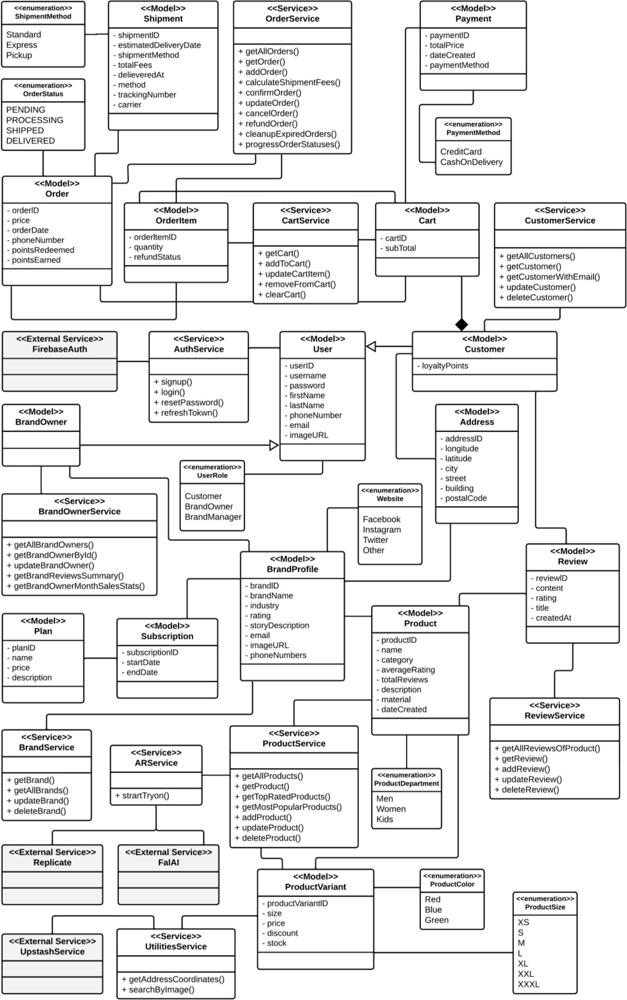 <<enumeration>>
ShipmentMethod
Standard
Express
Pickup
<<Model>>
Shipment
- shipmentID
- estimatedDeliveryDate
- shipmentMethod
- totalFees
- delieveredAt
- method
- trackingNumber
- carrier
<<Service>>
OrderService
+ getAllOrders()
+ getOrder()
+ addOrder()
+ calculateShipmentFees()
+ confirmOrder()
+ updateOrder()
+ cancelOrder()
+ refundOrder()
+ cleanupExpiredOrders()
+ progressOrderStatuses()
<<Model>>
Payment
- paymentID
- totalPrice
- dateCreated
- paymentMethod
<<enumeration>>
OrderStatus
PENDING
PROCESSING
SHIPPED
DELIVERED
<<enumeration>>
PaymentMethod
CreditCard
CashOnDelivery
<<Model>>
Order
- orderID
- price
- orderDate
- phoneNumber
- pointsRedeemed
- pointsEarned
<<Model>>
OrderItem
- orderItemID
- quantity
- refundStatus
<<Service>>
CartService
+ getCart()
+ addToCart()
+ updateCartItem()
+ removeFromCart()
+ clearCart()
<<Model>>
Cart
- cartID
- subTotal
<<Service>>
CustomerService
+ getAllCustomers()
+ getCustomer()
+ getCustomerWithEmail()
+ updateCustomer()
+ deleteCustomer()
<<External Service>>
FirebaseAuth
<<Service>>
AuthService
+ signup()
+ login()
+ resetPassword()
+ refreshTokwn()
<<Model>>
User
- userID
- username
- password
- firstName
- lastName
- phoneNumber
- email
- imageURL
<<Model>>
Customer
- loyaltyPoints
<<Model>>
BrandOwner
<<Model>>
Address
- addressID
- longitude
- latitude
- city
- street
- building
- postalCode
<<enumeration>>
UserRole
Customer
BrandOwner
BrandManager
<<enumeration>>
Website
Facebook
Instagram
Twitter
Other
<<Service>>
BrandOwnerService
+ getAllBrandOwners()
+ getBrandOwnerById()
+ updateBrandOwner()
+ getBrandReviewsSummary()
+ getBrandOwnerMonthSalesStats()
<<Model>>
BrandProfile
- brandID
- brandName
- industry
- rating
- storyDescription
- email
- imageURL
- phoneNumbers
<<Model>>
Review
- reviewID
- content
- rating
- title
- createdAt
<<Model>>
Plan
- planID
- name
- price
- description
<<Model>>
Subscription
- subscriptionID
- startDate
- endDate
<<Model>>
Product
- productID
- name
- category
- averageRating
- totalReviews
- description
- material
- dateCreated
<<Service>>
ReviewService
+ getAllReviewsOfProduct()
+ getReview()
+ addReview()
+ updateReview()
+ deleteReview()
<<Service>>
BrandService
+ getBrand()
+ getAllBrands()
+ updateBrand()
+ deleteBrand()
<<Service>>
ARService
+ strartTryon()
<<Service>>
ProductService
+ getAllProducts()
+ getProduct()
+ getTopRatedProducts()
+ getMostPopularProducts()
+ addProduct()
+ updateProduct()
+ deleteProduct()
<<enumeration>>
ProductDepartment
Men
Women
Kids
<<External Service>>
Replicate
<<External Service>>
FalAI
<<Model>>
ProductVariant
- productVariantID
- size
- price
- discount
- stock
<<enumeration>>
ProductColor
Red
Blue
Green
<<enumeration>>
ProductSize
XS
S
M
L
XL
XXL
XXXL
<<External Service>>
UpstashService
<<Service>>
UtilitiesService
+ getAddressCoordinates()
+ searchByImage()